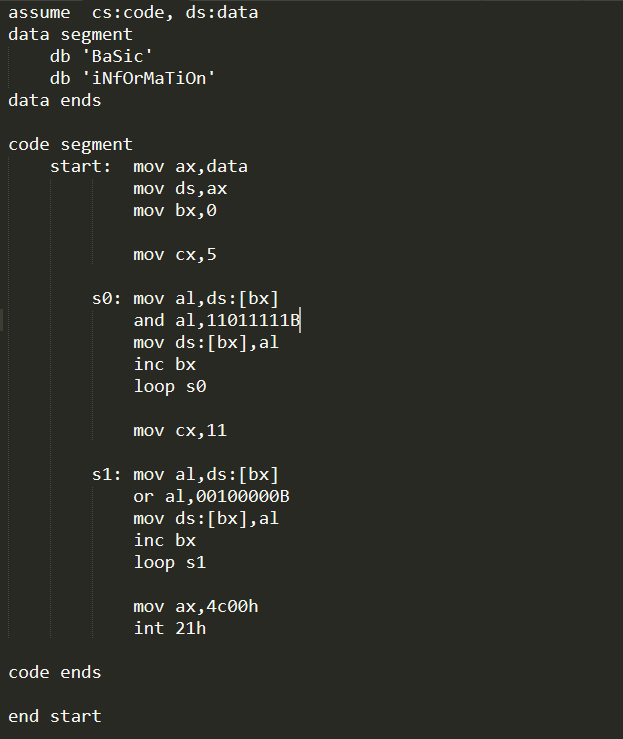 assume  cs:code, ds:data
data segment
    db 'BaSic'
    db 'iNfOrMaTiOn'
data ends

code segment
    start:  mov ax,data
            mov ds,ax
            mov bx,0

            mov cx,5

        s0: mov al,ds:[bx]
            and al,11011111B
            mov ds:[bx],al
            inc bx
            loop s0

            mov cx,11

        s1: mov al,ds:[bx]
            or al,00100000B
            mov ds:[bx],al
            inc bx
            loop s1

            mov ax,4c00h
            int 21h

code ends

end start